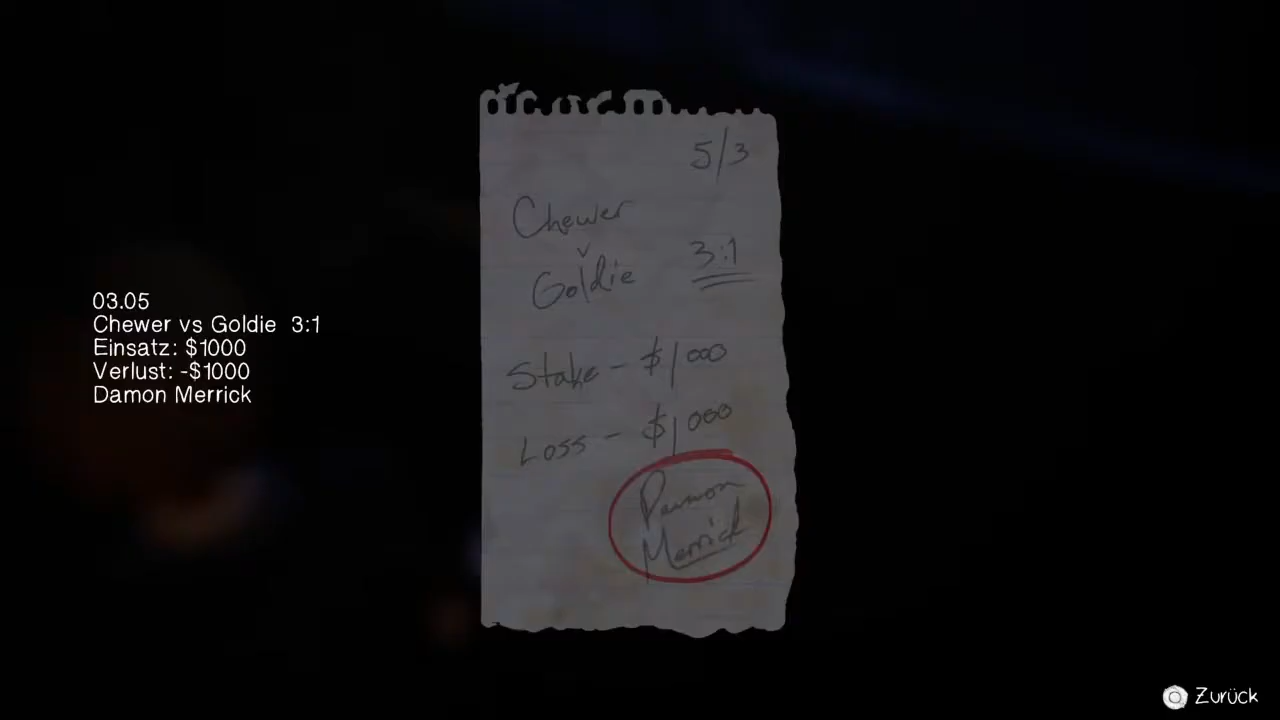 03.05
Chewer vs Goldie 3:1
Einsatz: $1000
Verlust: -$1000
Damon Merrick
5/3
Chewer
v
Goldie 3:1
Stake - $1000
Loss - $1000
Damon
Merrick
Zurück